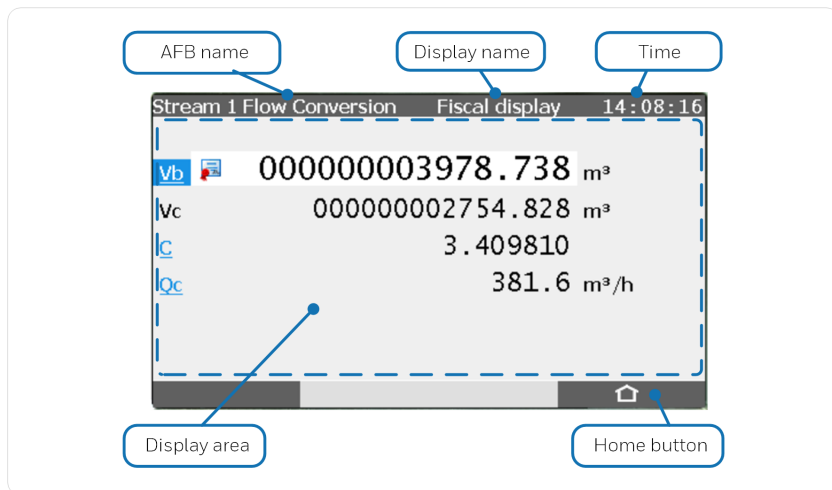 AFB name
Display name
Time
Stream 1 Flow Conversion Fiscal display 14:08:16
Vb 000000003978.738 m³
Vc 000000002754.828 m³
C 3.409810
Qc 381.6 m³/h
Display area
Home button